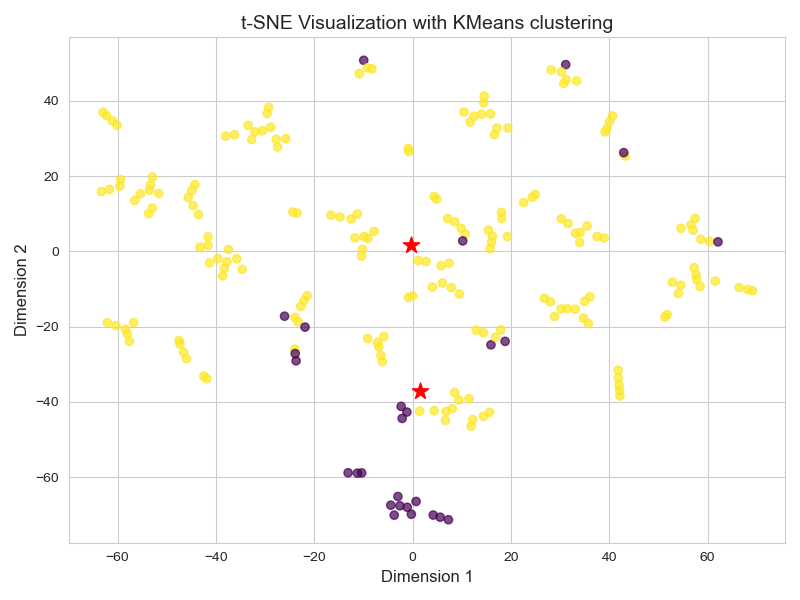 t-SNE Visualization with KMeans clustering
40
20
0
−20
−40
−60
Dimension 2
−60 −40 −20 0 20 40 60
Dimension 1